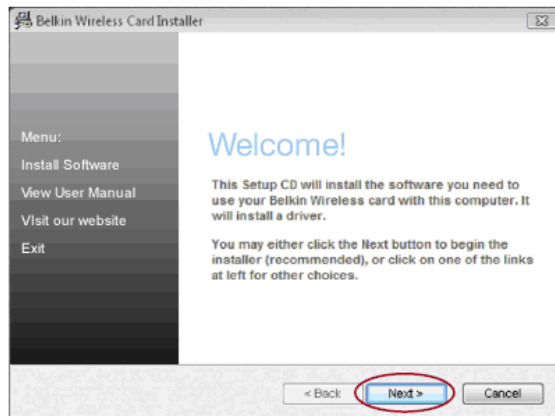 Belkin Wireless Card Installer
Menu:
Install Software
View User Manual
VIsit our website
Exit
Welcome!
This Setup CD will install the software you need to
use your Belkin Wireless card with this computer. It
will install a driver.
You may either click the Next button to begin the
installer (recommended), or click on one of the links
at left for other choices.
< Back
Next >
Cancel